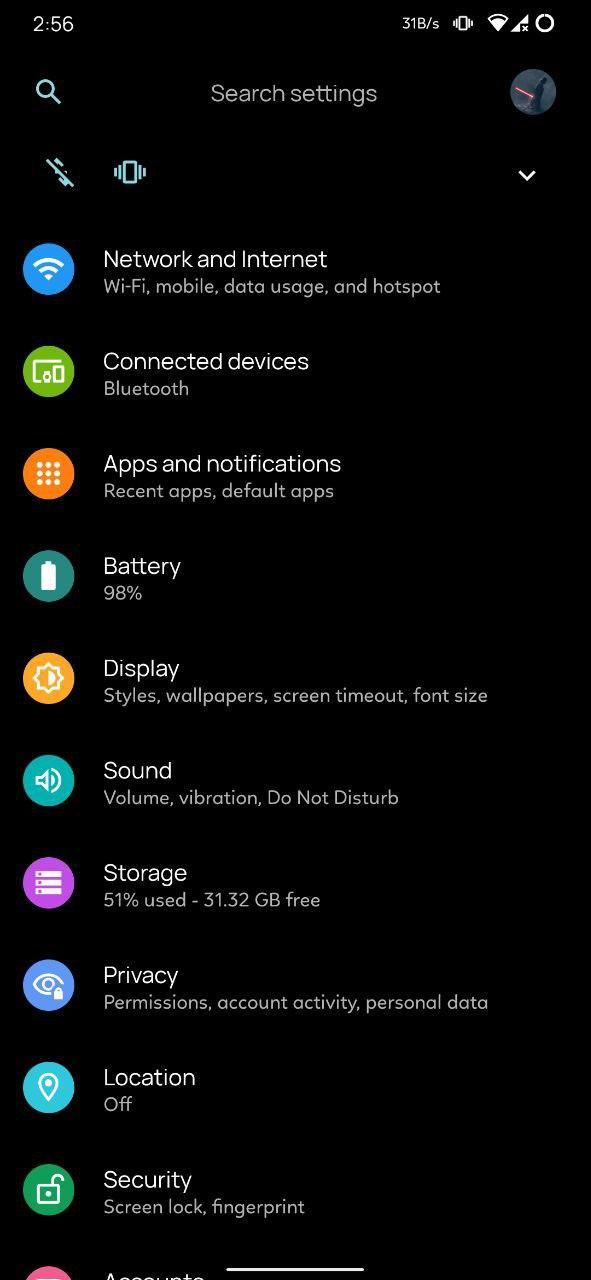 2:56 31B/s
Search settings
Network and Internet
Wi-Fi, mobile, data usage, and hotspot
Connected devices
Bluetooth
Apps and notifications
Recent apps, default apps
Battery
98%
Display
Styles, wallpapers, screen timeout, font size
Sound
Volume, vibration, Do Not Disturb
Storage
51% used - 31.32 GB free
Privacy
Permissions, account activity, personal data
Location
Off
Security
Screen lock, fingerprint
Accounts